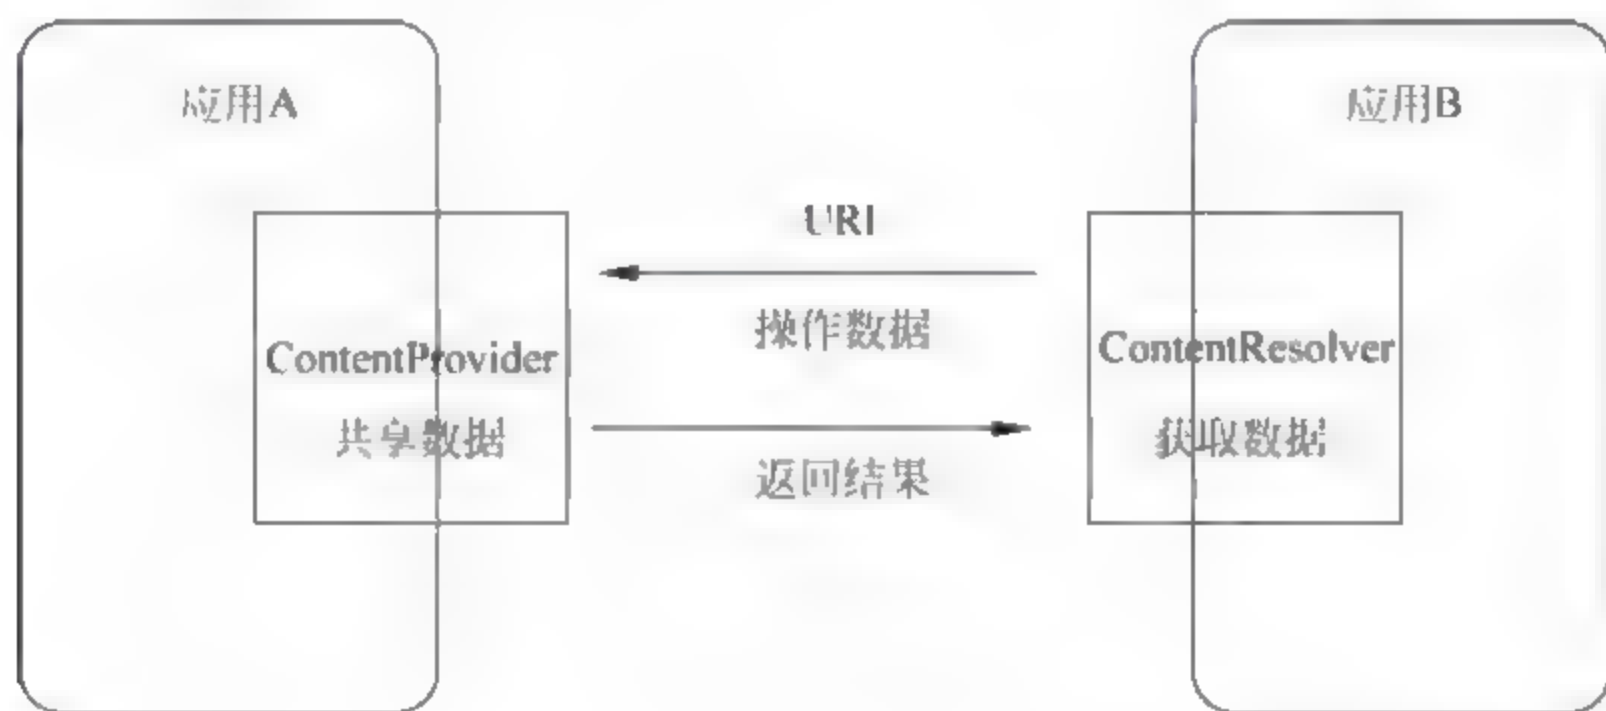 应用A
应用B
URI
操作数据
ContentProvider
共享数据
ContentResolver
获取数据
返回结果